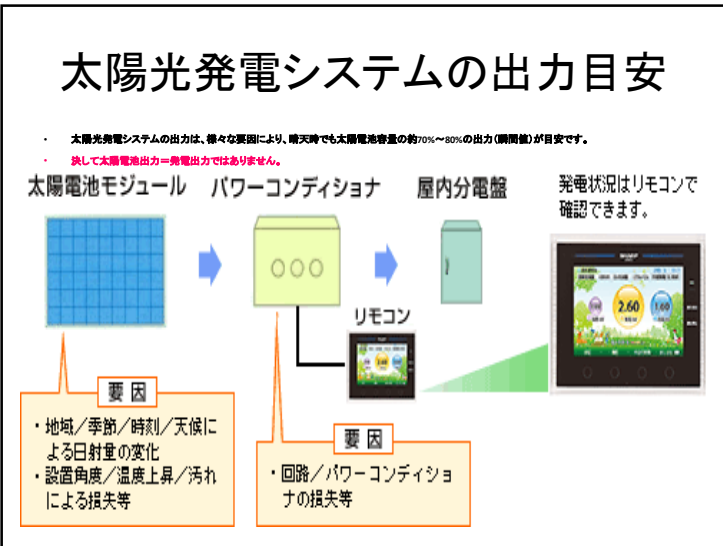 太陽光発電システムの出力目安
・ 太陽光発電システムの出力は、様々な要因により、晴天時でも太陽電池容量の約70%～80%の出力(瞬間値)が目安です。
・ 決して太陽電池出力＝発電出力ではありません。
太陽電池モジュール
パワーコンディショナ
屋内分電盤
発電状況はリモコンで
確認できます。
リモコン
SHARP
2.60
1.60
要因
・地域／季節／時刻／天候に
よる日射量の変化
・設置角度／温度上昇／汚れ
による損失等
要因
・回路／パワーコンディショ
ナの損失等